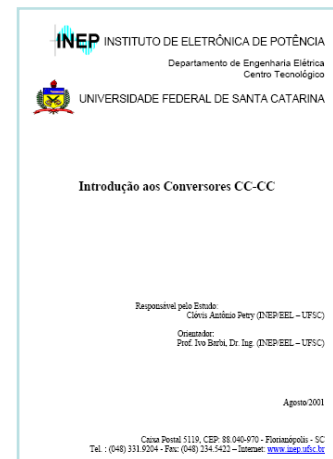 INEP INSTITUTO DE ELETRÔNICA DE POTÊNCIA
Departamento de Engenharia Elétrica
Centro Tecnológico
UNIVERSIDADE FEDERAL DE SANTA CATARINA
Introdução aos Conversores CC-CC
Responsável pelo Estudo:
Clóvis Antônio Petry (INEP/EEL – UFSC)
Orientador:
Prof. Ivo Barbi, Dr. Ing. (INEP/EEL – UFSC)
Agosto/2001
Caixa Postal 5119, CEP: 88.040-970 - Florianópolis - SC
Tel. : (048) 331.9204 - Fax: (048) 234.5422 – Internet: www.inep.ufsc.br